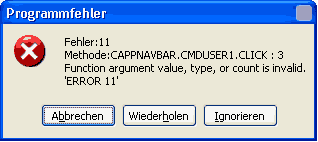 Programmfehler
Fehler:11
Methode:CAPPNAVBAR.CMDUSER1.CLICK : 3
Function argument value, type, or count is invalid.
'ERROR 11'
Abbrechen Wiederholen Ignorieren